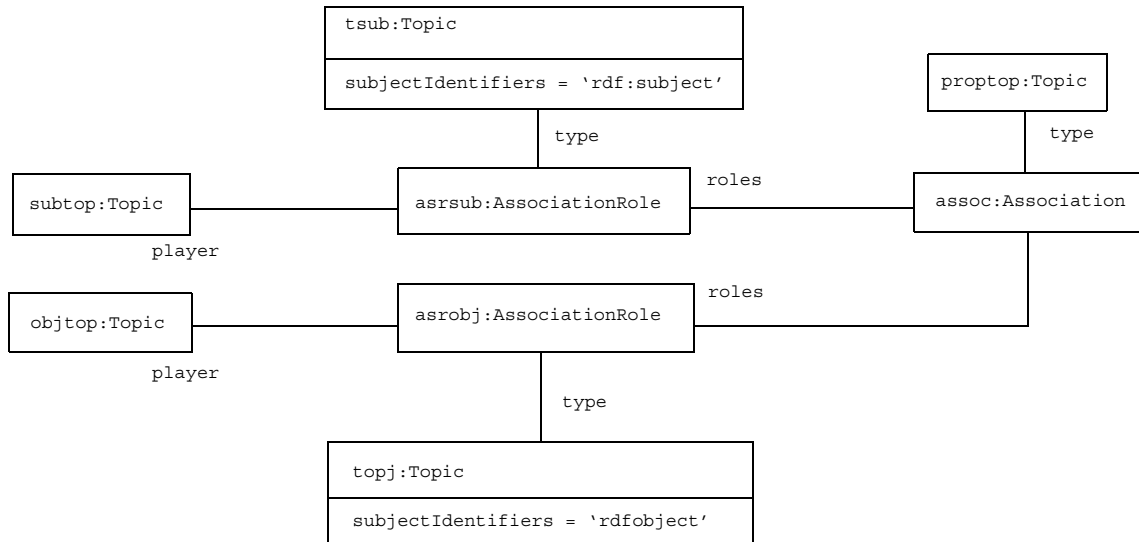 tsub:Topic
subjectIdentifiers = ‘rdf:subject’
proptop:Topic
type
type
subtop:Topic
asrsub:AssociationRole
roles
assoc:Association
player
objtop:Topic
asrobj:AssociationRole
roles
player
type
topj:Topic
subjectIdentifiers = ‘rdfobject’